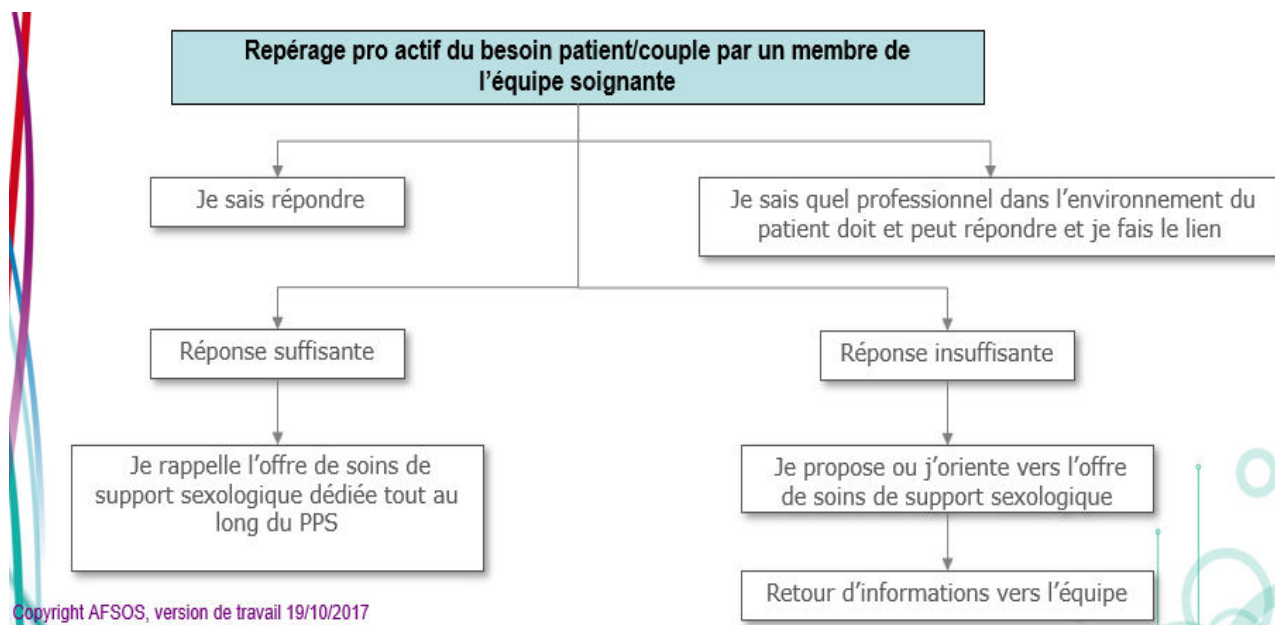 Repérage pro actif du besoin patient/couple par un membre de
l'équipe soignante
Je sais répondre
Je sais quel professionnel dans l'environnement du
patient doit et peut répondre et je fais le lien
Réponse suffisante
Réponse insuffisante
Je rappelle l'offre de soins de
support sexologique dédiée tout au
long du PPS
Je propose ou j'oriente vers l'offre
de soins de support sexologique
Retour d'informations vers l'équipe
Copyright AFSOS, version de travail 19/10/2017